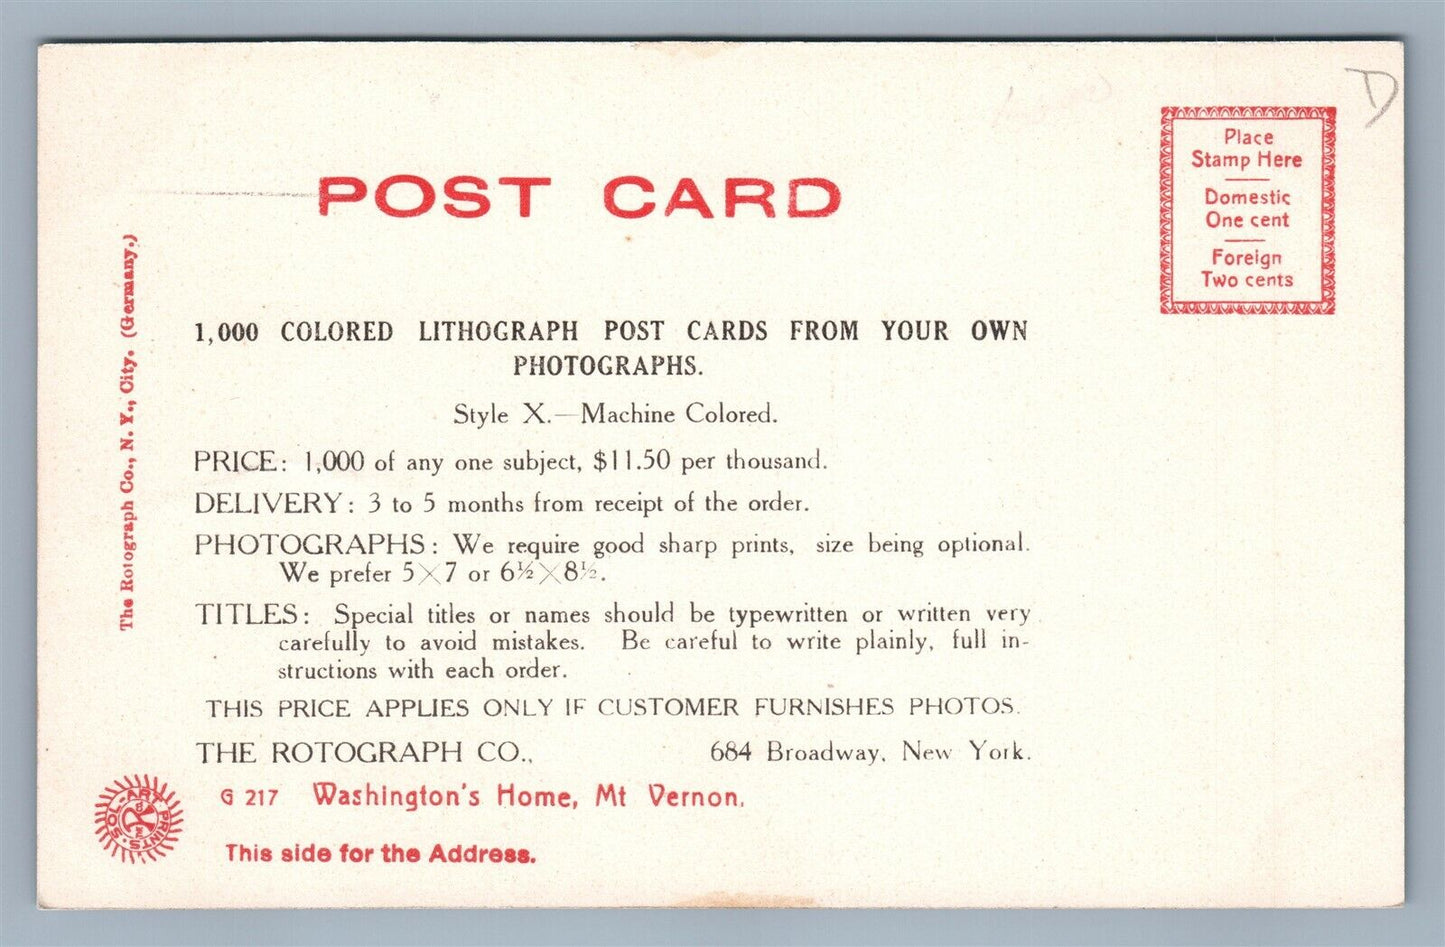 D
Place
Stamp Here
Domestic
One cent
Foreign
Two cents
POST CARD
The Rotograph Co., N. Y., City. (Germany.)
1,000 COLORED LITHOGRAPH POST CARDS FROM YOUR OWN
PHOTOGRAPHS.
Style X.—Machine Colored.
PRICE: 1,000 of any one subject, $11.50 per thousand.
DELIVERY: 3 to 5 months from receipt of the order.
PHOTOGRAPHS: We require good sharp prints, size being optional.
We prefer 5×7 or 6½×8½.
TITLES: Special titles or names should be typewritten or written very
carefully to avoid mistakes. Be careful to write plainly, full in-
structions with each order.
THIS PRICE APPLIES ONLY IF CUSTOMER FURNISHES PHOTOS.
THE ROTOGRAPH CO., 684 Broadway, New York.
G 217 Washington's Home, Mt Vernon.
SOL-ART PRINTS.
This side for the Address.